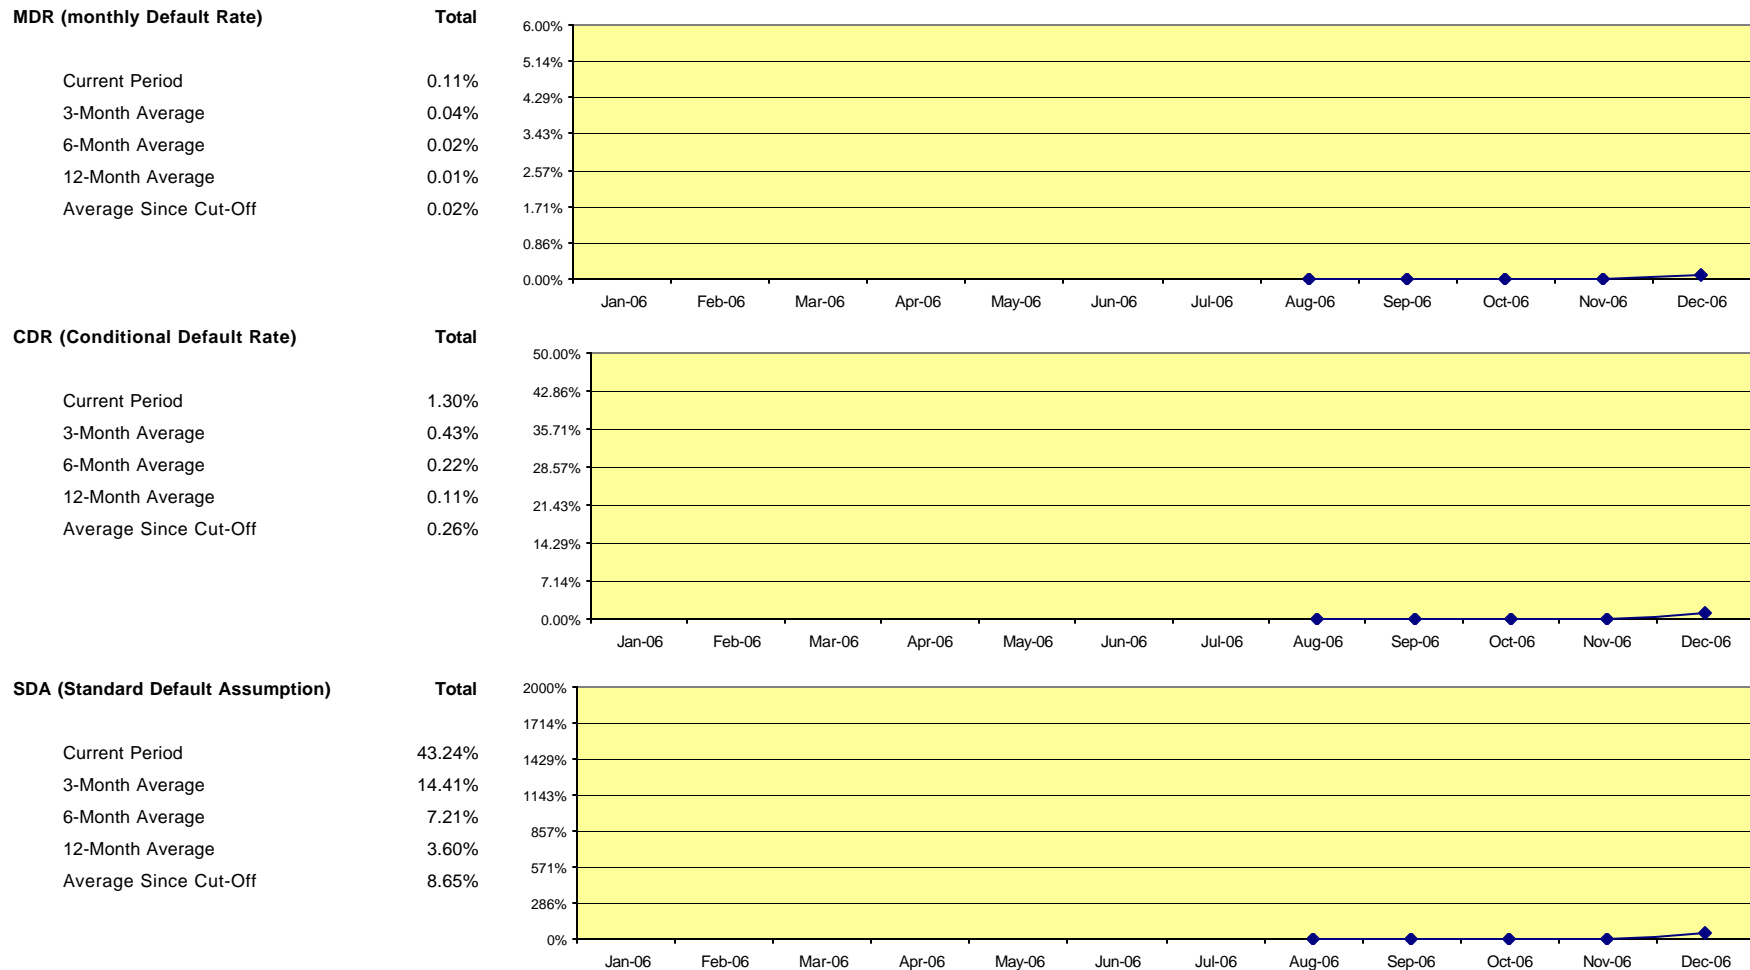 MDR (monthly Default Rate) Total
Current Period 0.11%
3-Month Average 0.04%
6-Month Average 0.02%
12-Month Average 0.01%
Average Since Cut-Off 0.02%
6.00%
5.14%
4.29%
3.43%
2.57%
1.71%
0.86%
0.00%
Jan-06 Feb-06 Mar-06 Apr-06 May-06 Jun-06 Jul-06 Aug-06 Sep-06 Oct-06 Nov-06 Dec-06
CDR (Conditional Default Rate) Total
Current Period 1.30%
3-Month Average 0.43%
6-Month Average 0.22%
12-Month Average 0.11%
Average Since Cut-Off 0.26%
50.00%
42.86%
35.71%
28.57%
21.43%
14.29%
7.14%
0.00%
Jan-06 Feb-06 Mar-06 Apr-06 May-06 Jun-06 Jul-06 Aug-06 Sep-06 Oct-06 Nov-06 Dec-06
SDA (Standard Default Assumption) Total
Current Period 43.24%
3-Month Average 14.41%
6-Month Average 7.21%
12-Month Average 3.60%
Average Since Cut-Off 8.65%
2000%
1714%
1429%
1143%
857%
571%
286%
0%
Jan-06 Feb-06 Mar-06 Apr-06 May-06 Jun-06 Jul-06 Aug-06 Sep-06 Oct-06 Nov-06 Dec-06